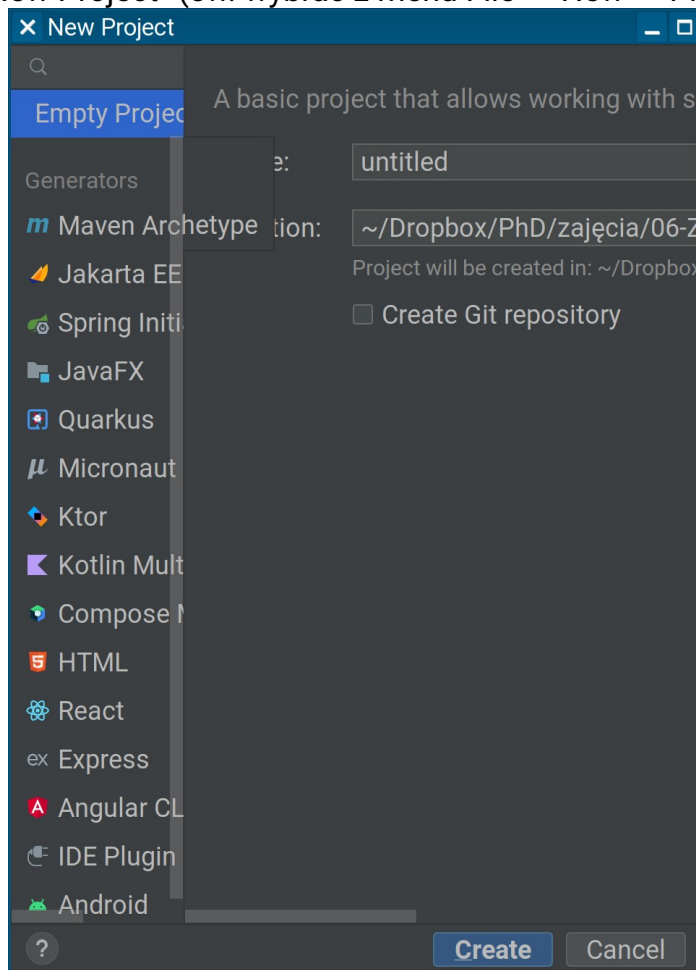 New Project
Empty Projec
A basic project that allows working with s
untitled
Generators
Maven Archetype
tion:
~/Dropbox/PhD/zajęcia/06-Z
Jakarta EE
Project will be created in: ~/Dropbox
Spring Initi
Create Git repository
JavaFX
Quarkus
Micronaut
Ktor
Kotlin Mult
Compose M
HTML
React
ex Express
Angular CL
IDE Plugin
Android
?
Create
Cancel